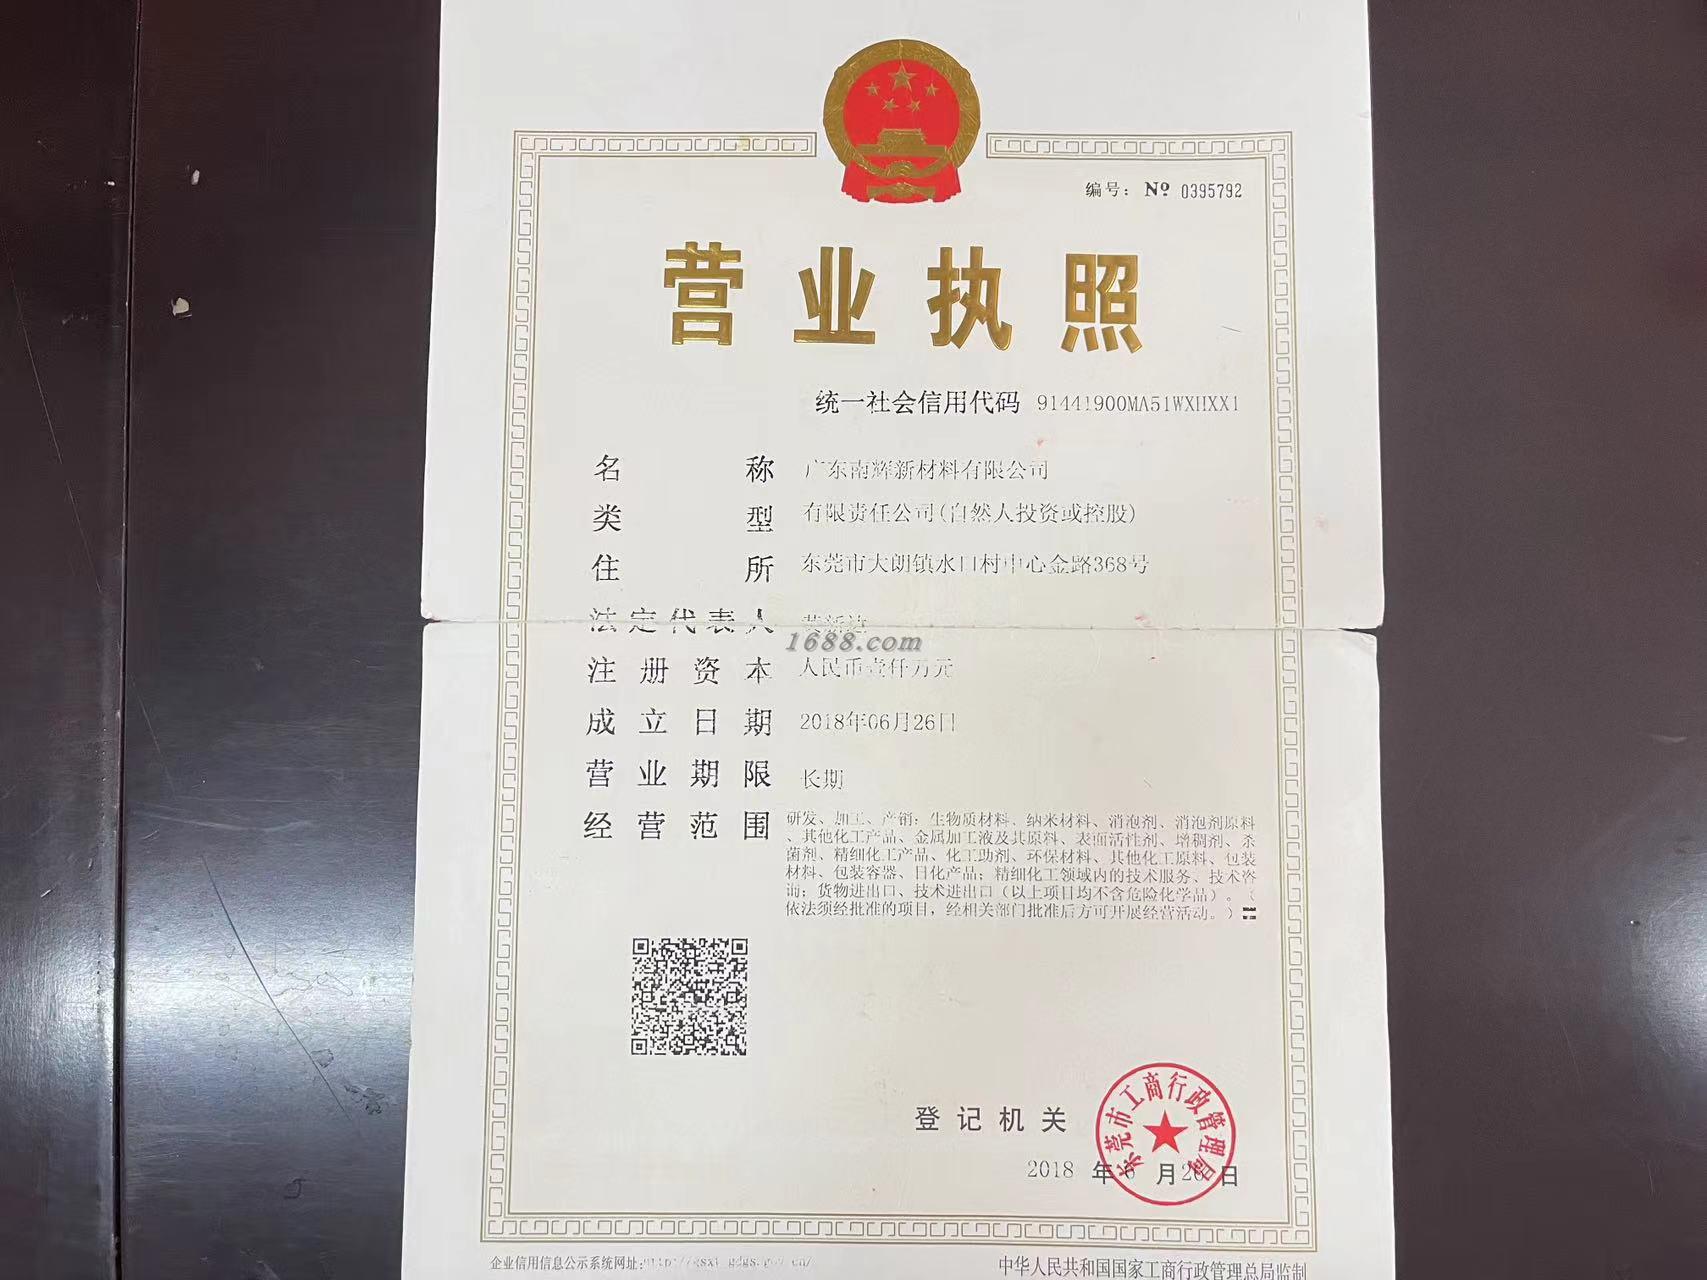 编号：№ 0395792
营业执照
统一社会信用代码 91441900MA51WXHXX1
名称 广东南辉新材料有限公司
类型 有限责任公司(自然人投资或控股)
住所 东莞市大朗镇水口村中心金路368号
法定代表人
1688.com
注册资本 人民币壹仟万元
成立日期 2018年06月26日
营业期限 长期
经营范围 研发、加工、产销：生物质材料、纳米材料、消泡剂、消泡剂原料
、其他化工产品、金属加工液及其原料、表面活性剂、增稠剂、杀
菌剂、精细化工产品、化工助剂、环保材料、其他化工原料、包装
材料、包装容器、日化产品；精细化工领域内的技术服务、技术咨
询；货物进出口、技术进出口（以上项目均不含危险化学品）。（
依法须经批准的项目，经相关部门批准后方可开展经营活动。）
登记机关
东莞市工商行政管理局
2018 年 6 月 26 日
企业信用信息公示系统网址:
中华人民共和国国家工商行政管理总局监制